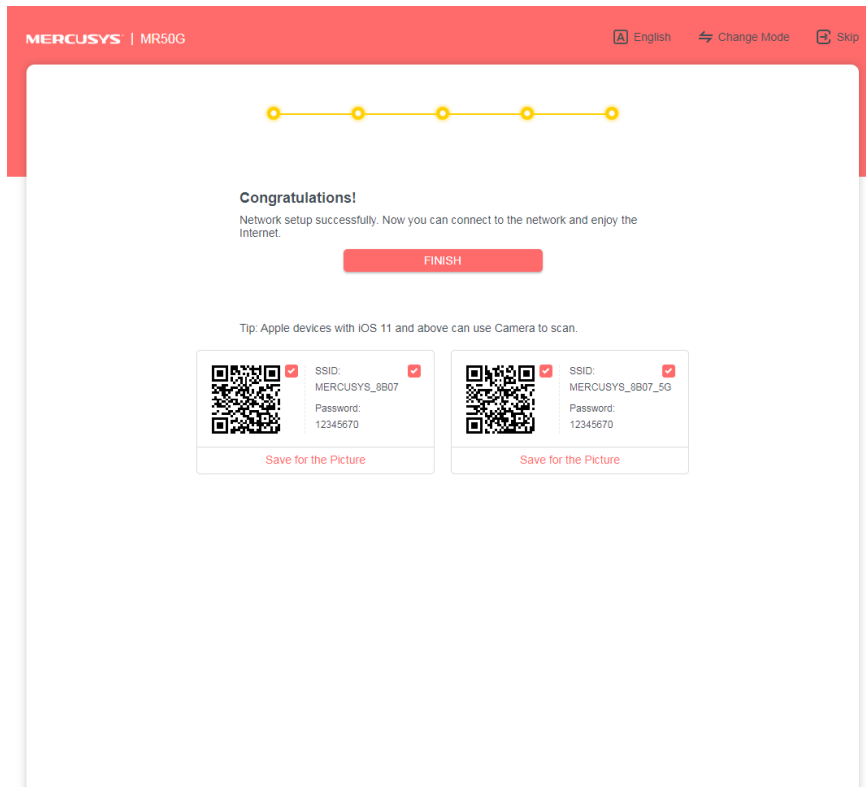 MERCUSYS | MR50G
A English
Change Mode
Skip
Congratulations!
Network setup successfully. Now you can connect to the network and enjoy the
Internet.
FINISH
Tip: Apple devices with iOS 11 and above can use Camera to scan.
SSID:
MERCUSYS_8B07
Password:
12345670
Save for the Picture
SSID:
MERCUSYS_8B07_5G
Password:
12345670
Save for the Picture